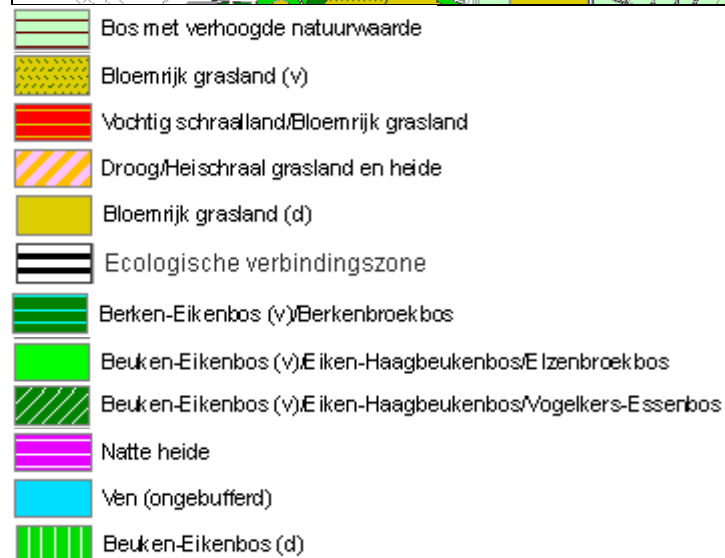 Bos met verhoogde natuurwaarde
Bloemrijk grasland (v)
Vochtig schraalland/Bloemrijk grasland
Droog/Heischraal grasland en heide
Bloemrijk grasland (d)
Ecologische verbindingszone
Berken-Eikenbos (v)/Berkenbroekbos
Beuken-Eikenbos (v)/Eiken-Haagbeukenbos/Elzenbroekbos
Beuken-Eikenbos (v)/Eiken-Haagbeukenbos/Vogelkers-Essenbos
Natte heide
Ven (ongebufferd)
Beuken-Eikenbos (d)